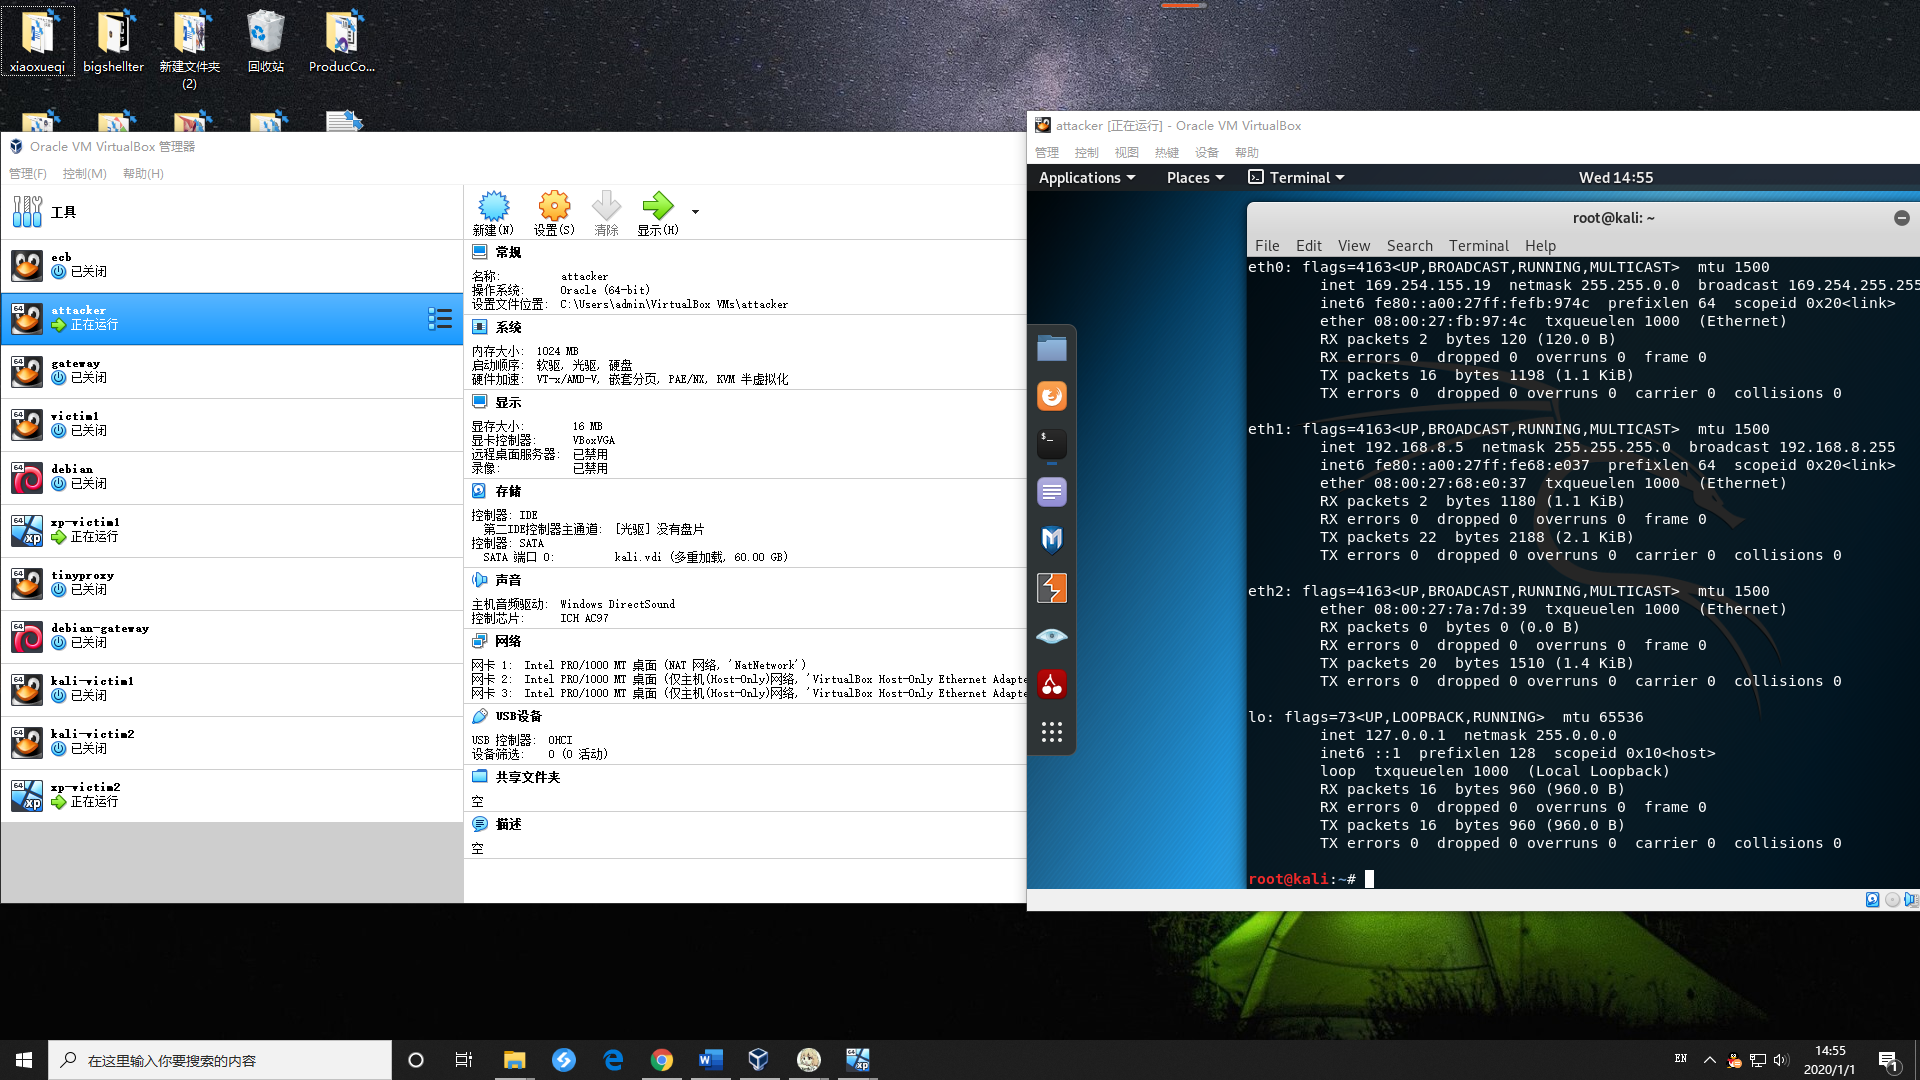 xiaoxueqi
bigshellter
新建文件夹
(2)
回收站
ProducCo...
Oracle VM VirtualBox 管理器
管理(F)
控制(M)
帮助(H)
工具
新建(N)
设置(S)
清除
显示(H)
ecb
已关闭
attacker
正在运行
gateway
已关闭
victim1
已关闭
debian
已关闭
xp-victim1
正在运行
tinyproxy
已关闭
debian-gateway
已关闭
kali-victim1
已关闭
kali-victim2
已关闭
xp-victim2
正在运行
常规
名称: attacker
操作系统: Oracle (64-bit)
设置文件位置: C:\Users\admin\VirtualBox VMs\attacker
系统
内存大小: 1024 MB
启动顺序: 软驱, 光驱, 硬盘
硬件加速: VT-x/AMD-V, 嵌套分页, PAE/NX, KVM 半虚拟化
显示
显存大小: 16 MB
显卡控制器: VBoxVGA
远程桌面服务器: 已禁用
录像: 已禁用
存储
控制器: IDE
第二IDE控制器主通道: [光驱] 没有盘片
控制器: SATA
SATA 端口 0: kali.vdi (多重加载, 60.00 GB)
声音
主机音频驱动: Windows DirectSound
控制芯片: ICH AC97
网络
网卡 1: Intel PRO/1000 MT 桌面 (NAT 网络, 'NatNetwork')
网卡 2: Intel PRO/1000 MT 桌面 (仅主机(Host-Only)网络, 'VirtualBox Host-Only Ethernet Adapte
网卡 3: Intel PRO/1000 MT 桌面 (仅主机(Host-Only)网络, 'VirtualBox Host-Only Ethernet Adapte
USB设备
USB 控制器: OHCI
设备筛选: 0 (0 活动)
共享文件夹
空
描述
空
attacker [正在运行] - Oracle VM VirtualBox
管理 控制 视图 热键 设备 帮助
Applications Places Terminal Wed 14:55
root@kali: ~
File Edit View Search Terminal Help
eth0: flags=4163<UP,BROADCAST,RUNNING,MULTICAST>  mtu 1500
inet 169.254.155.19  netmask 255.255.0.0  broadcast 169.254.255.255
inet6 fe80::a00:27ff:fefb:974c  prefixlen 64  scopeid 0x20<link>
ether 08:00:27:fb:97:4c  txqueuelen 1000  (Ethernet)
RX packets 2  bytes 120 (120.0 B)
RX errors 0  dropped 0  overruns 0  frame 0
TX packets 16  bytes 1198 (1.1 KiB)
TX errors 0  dropped 0 overruns 0  carrier 0  collisions 0
eth1: flags=4163<UP,BROADCAST,RUNNING,MULTICAST>  mtu 1500
inet 192.168.8.5  netmask 255.255.255.0  broadcast 192.168.8.255
inet6 fe80::a00:27ff:fe68:e037  prefixlen 64  scopeid 0x20<link>
ether 08:00:27:68:e0:37  txqueuelen 1000  (Ethernet)
RX packets 2  bytes 1180 (1.1 KiB)
RX errors 0  dropped 0  overruns 0  frame 0
TX packets 22  bytes 2188 (2.1 KiB)
TX errors 0  dropped 0 overruns 0  carrier 0  collisions 0
eth2: flags=4163<UP,BROADCAST,RUNNING,MULTICAST>  mtu 1500
ether 08:00:27:7a:7d:39  txqueuelen 1000  (Ethernet)
RX packets 0  bytes 0 (0.0 B)
RX errors 0  dropped 0  overruns 0  frame 0
TX packets 20  bytes 1510 (1.4 KiB)
TX errors 0  dropped 0 overruns 0  carrier 0  collisions 0
lo: flags=73<UP,LOOPBACK,RUNNING>  mtu 65536
inet 127.0.0.1  netmask 255.0.0.0
inet6 ::1  prefixlen 128  scopeid 0x10<host>
loop  txqueuelen 1000  (Local Loopback)
RX packets 16  bytes 960 (960.0 B)
RX errors 0  dropped 0  overruns 0  frame 0
TX packets 16  bytes 960 (960.0 B)
TX errors 0  dropped 0 overruns 0  carrier 0  collisions 0
root@kali:~#
在这里输入你要搜索的内容
EN
14:55
2020/1/1
1